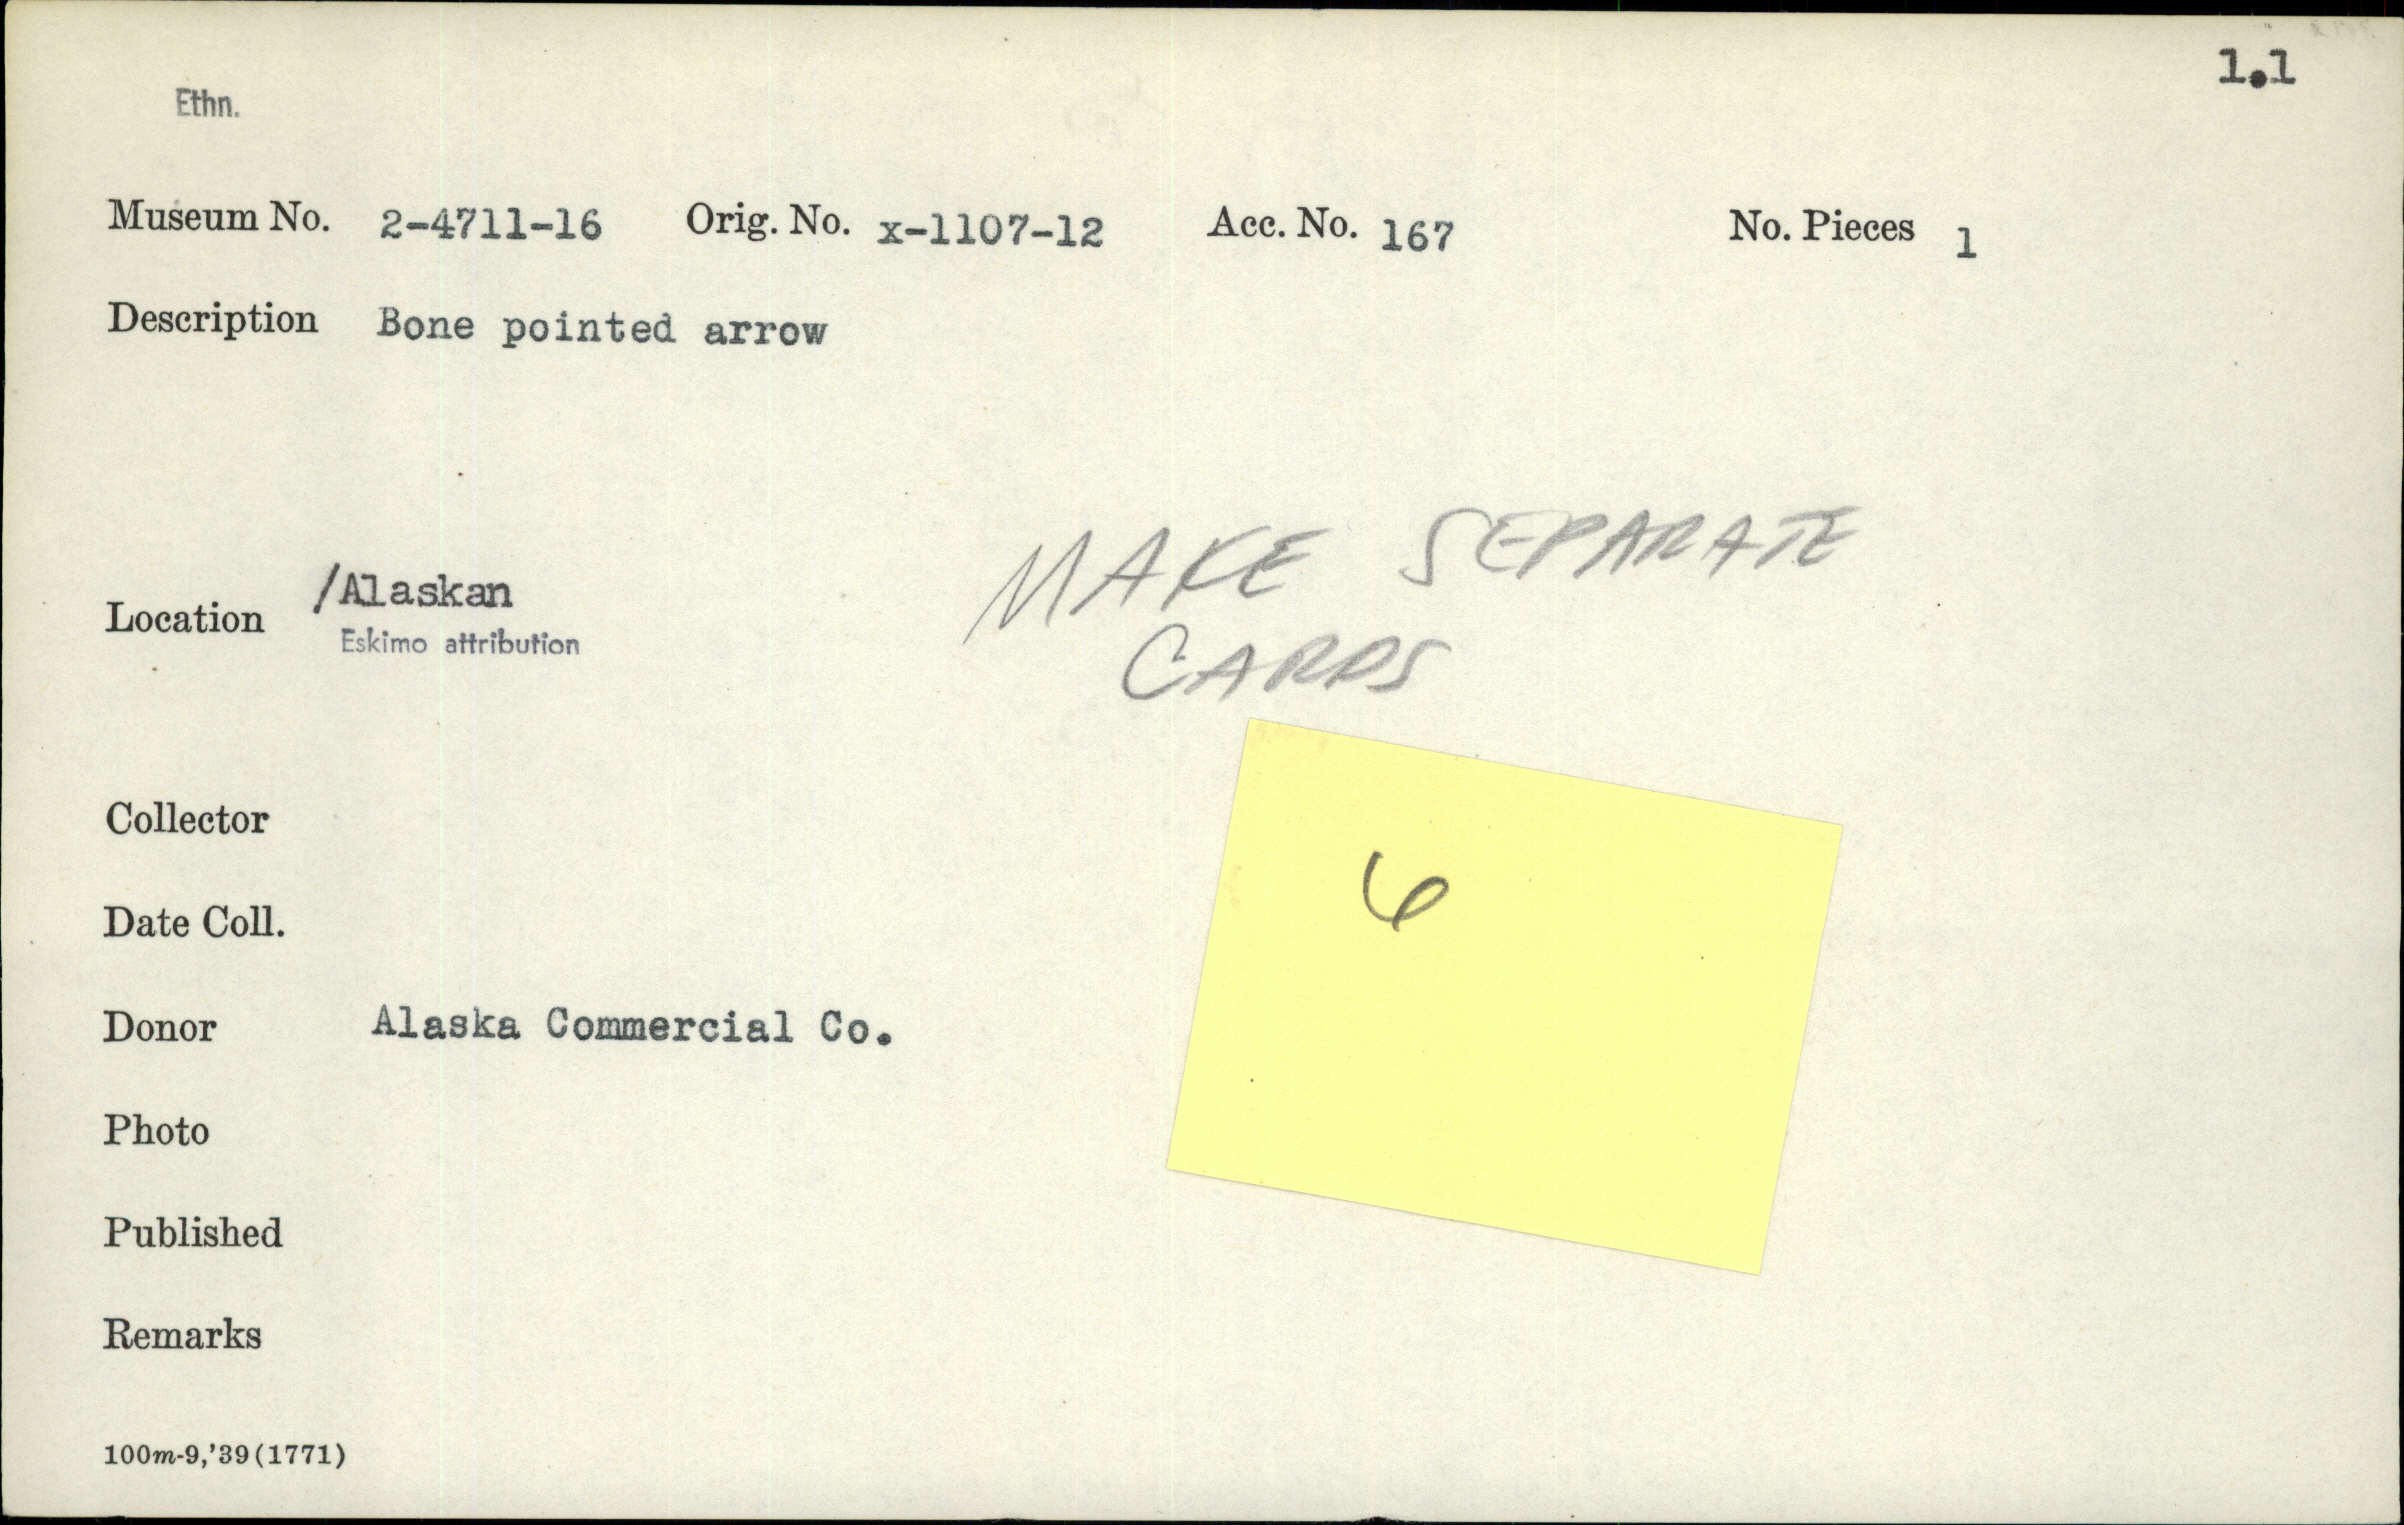 1.1
Ethn.
Museum No. 2-4711-16 Orig. No. x-1107-12 Acc. No. 167 No. Pieces 1
Description Bone pointed arrow
MAKE SEPARATE
CARDS
Location /Alaskan
Eskimo attribution
Collector
6
Date Coll.
Donor Alaska Commercial Co.
Photo
Published
Remarks
100m-9,'39(1771)